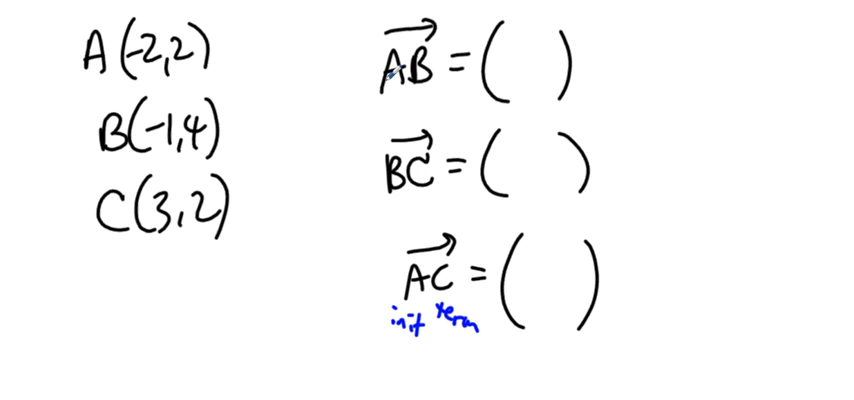 A(-2,2)
B(-1,4)
C(3,2)
AB = ( )
BC = ( )
AC = ( )
init term